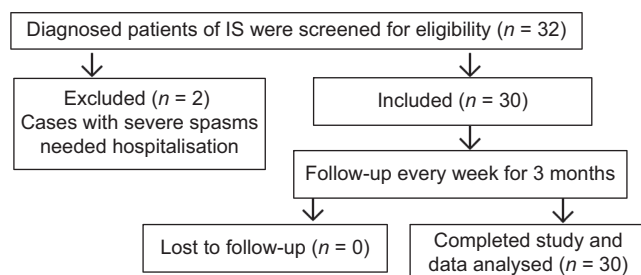 Diagnosed patients of IS were screened for eligibility (n = 32)
Excluded (n = 2)
Cases with severe spasms
needed hospitalisation
Included (n = 30)
Follow-up every week for 3 months
Lost to follow-up (n = 0)
Completed study and
data analysed (n = 30)